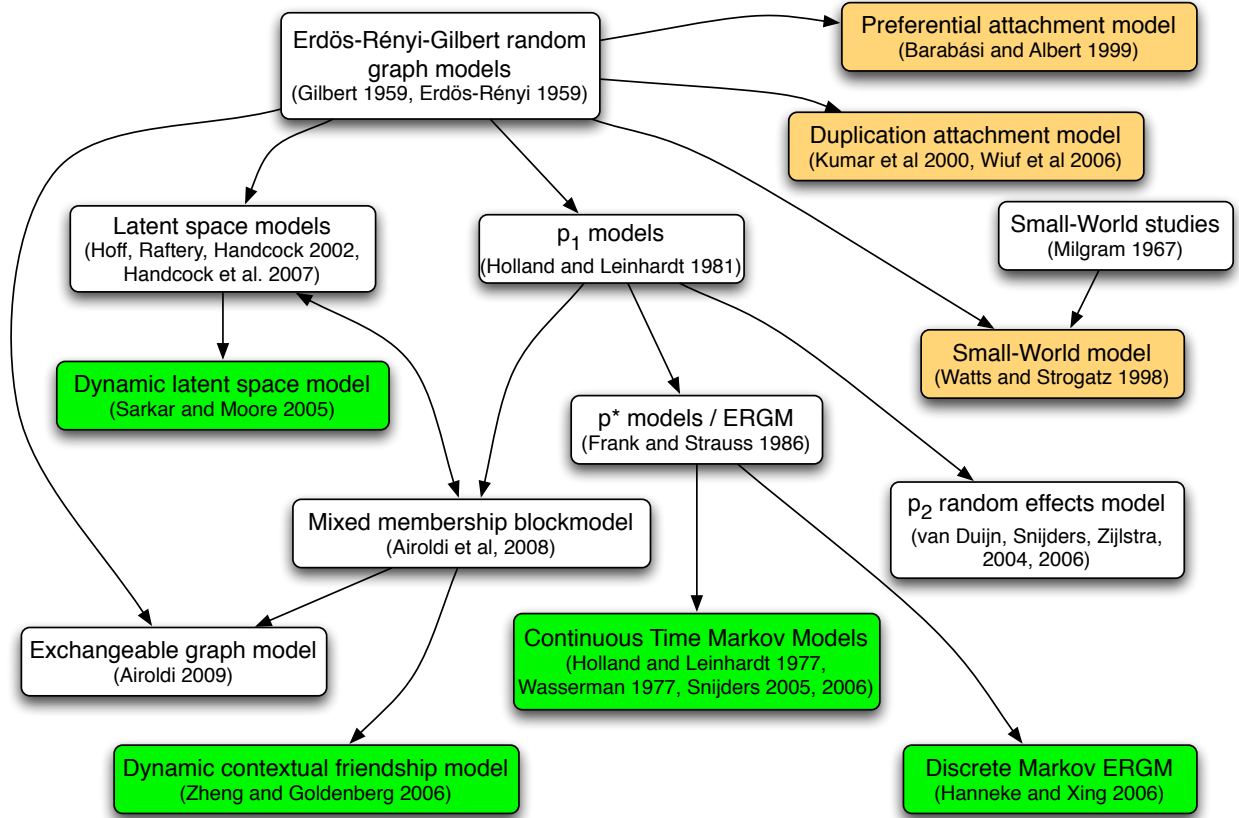 Erdös-Rényi-Gilbert random
graph models
(Gilbert 1959, Erdös-Rényi 1959)
Preferential attachment model
(Barabási and Albert 1999)
Duplication attachment model
(Kumar et al 2000, Wiuf et al 2006)
Latent space models
(Hoff, Raftery, Handcock 2002,
Handcock et al. 2007)
p1 models
(Holland and Leinhardt 1981)
Small-World studies
(Milgram 1967)
Small-World model
(Watts and Strogatz 1998)
Dynamic latent space model
(Sarkar and Moore 2005)
p* models / ERGM
(Frank and Strauss 1986)
p2 random effects model
(van Duijn, Snijders, Zijlstra,
2004, 2006)
Mixed membership blockmodel
(Airoldi et al, 2008)
Exchangeable graph model
(Airoldi 2009)
Continuous Time Markov Models
(Holland and Leinhardt 1977,
Wasserman 1977, Snijders 2005, 2006)
Dynamic contextual friendship model
(Zheng and Goldenberg 2006)
Discrete Markov ERGM
(Hanneke and Xing 2006)